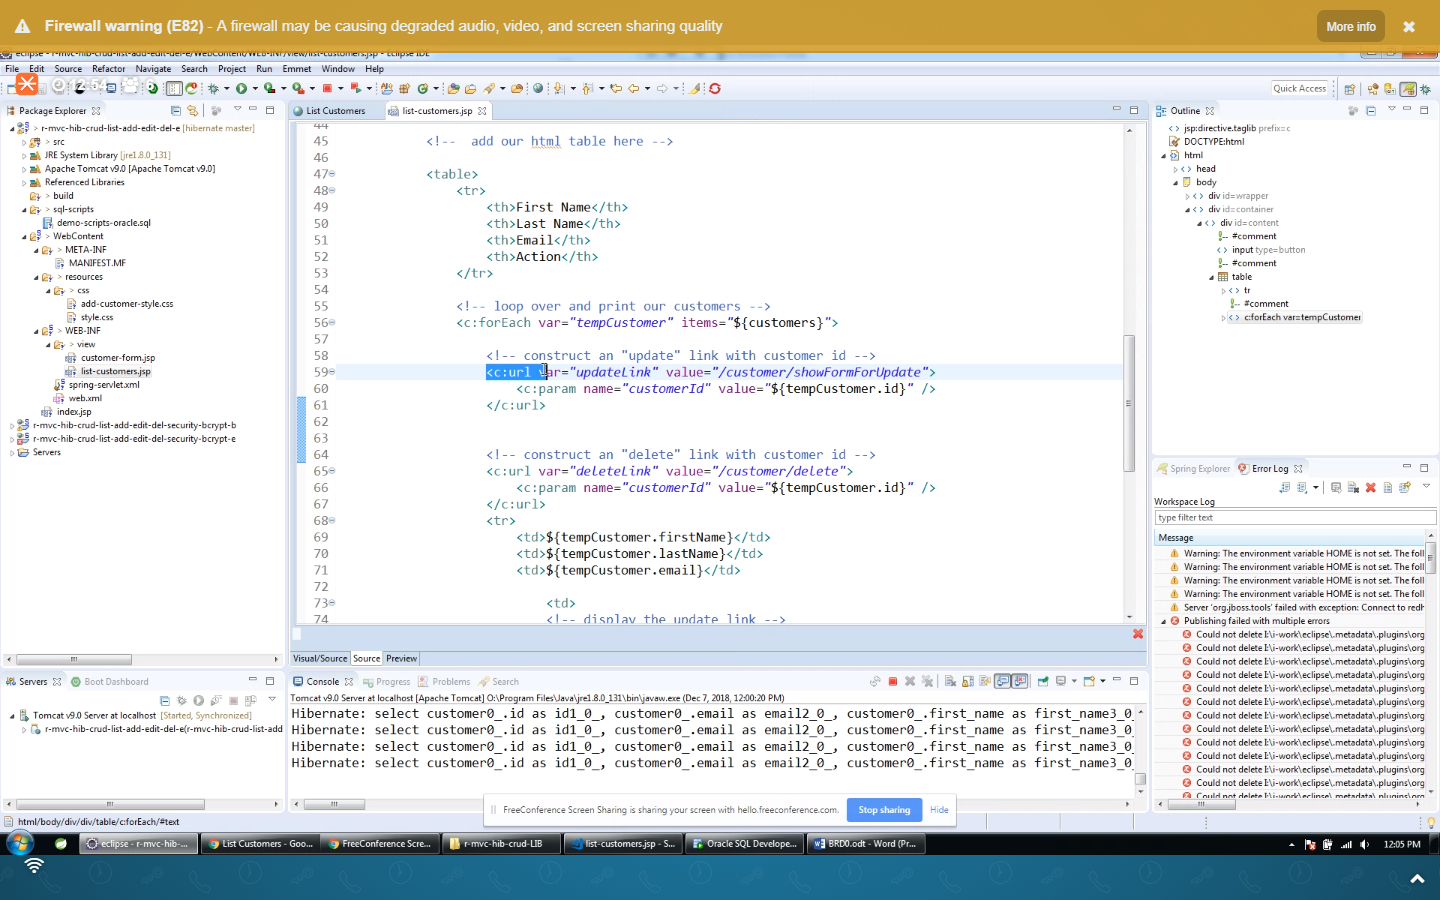 Firewall warning (E82) - A firewall may be causing degraded audio, video, and screen sharing quality
More info
eclipse - r-mvc-hib-crud-list-add-edit-del-e/WebContent/WEB-INF/view/list-customers.jsp - Eclipse IDE
File Edit Source Refactor Navigate Search Project Run Emmet Window Help
12:54
6
Quick Access
Package Explorer
> r-mvc-hib-crud-list-add-edit-del-e [hibernate master]
> src
JRE System Library [jre1.8.0_131]
Apache Tomcat v9.0 [Apache Tomcat v9.0]
Referenced Libraries
> build
> sql-scripts
demo-scripts-oracle.sql
> WebContent
> META-INF
MANIFEST.MF
> resources
> css
add-customer-style.css
style.css
> WEB-INF
> view
customer-form.jsp
list-customers.jsp
spring-servlet.xml
web.xml
index.jsp
r-mvc-hib-crud-list-add-edit-del-security-bcrypt-b
r-mvc-hib-crud-list-add-edit-del-security-bcrypt-e
Servers
List Customers
list-customers.jsp
44
45 <!-- add our html table here -->
46
47 <table>
48 <tr>
49 <th>First Name</th>
50 <th>Last Name</th>
51 <th>Email</th>
52 <th>Action</th>
53 </tr>
54
55 <!-- loop over and print our customers -->
56 <c:forEach var="tempCustomer" items="${customers}">
57
58 <!-- construct an "update" link with customer id -->
59 <c:url var="updateLink" value="/customer/showFormForUpdate">
60 <c:param name="customerId" value="${tempCustomer.id}" />
61 </c:url>
62
63
64 <!-- construct an "delete" link with customer id -->
65 <c:url var="deleteLink" value="/customer/delete">
66 <c:param name="customerId" value="${tempCustomer.id}" />
67 </c:url>
68 <tr>
69 <td>${tempCustomer.firstName}</td>
70 <td>${tempCustomer.lastName}</td>
71 <td>${tempCustomer.email}</td>
72
73 <td>
74 <!-- display the update link -->
Visual/Source Source Preview
Outline
jsp:directive.taglib prefix=c
DOCTYPE:html
html
head
body
div id=wrapper
div id=container
div id=content
#comment
input type=button
#comment
table
tr
#comment
c:forEach var=tempCustomer
Spring Explorer Error Log
Workspace Log
type filter text
Message
Warning: The environment variable HOME is not set. The foll
Warning: The environment variable HOME is not set. The foll
Warning: The environment variable HOME is not set. The foll
Warning: The environment variable HOME is not set. The foll
Server 'org.jboss.tools' failed with exception: Connect to redh
Publishing failed with multiple errors
Could not delete I:\i-work\eclipse\.metadata\.plugins\org
Could not delete I:\i-work\eclipse\.metadata\.plugins\org
Could not delete I:\i-work\eclipse\.metadata\.plugins\org
Could not delete I:\i-work\eclipse\.metadata\.plugins\org
Could not delete I:\i-work\eclipse\.metadata\.plugins\org
Could not delete I:\i-work\eclipse\.metadata\.plugins\org
Could not delete I:\i-work\eclipse\.metadata\.plugins\org
Could not delete I:\i-work\eclipse\.metadata\.plugins\org
Could not delete I:\i-work\eclipse\.metadata\.plugins\org
Could not delete I:\i-work\eclipse\.metadata\.plugins\org
Could not delete I:\i-work\eclipse\.metadata\.plugins\org
Could not delete I:\i-work\eclipse\.metadata\.plugins\org
Could not delete I:\i-work\eclipse\.metadata\.plugins\org
Servers Boot Dashboard
Tomcat v9.0 Server at localhost [Started, Synchronized]
r-mvc-hib-crud-list-add-edit-del-e(r-mvc-hib-crud-list-add
Console Progress Problems Search
Tomcat v9.0 Server at localhost [Apache Tomcat] O:\Program Files\Java\jre1.8.0_131\bin\javaw.exe (Dec 7, 2018, 12:00:20 PM)
Hibernate: select customer0_.id as id1_0_, customer0_.email as email2_0_, customer0_.first_name as first_name3_0_
Hibernate: select customer0_.id as id1_0_, customer0_.email as email2_0_, customer0_.first_name as first_name3_0_
Hibernate: select customer0_.id as id1_0_, customer0_.email as email2_0_, customer0_.first_name as first_name3_0_
Hibernate: select customer0_.id as id1_0_, customer0_.email as email2_0_, customer0_.first_name as first_name3_0_
FreeConference Screen Sharing is sharing your screen with hello.freeconference.com.
Stop sharing
Hide
html/body/div/div/table/c:forEach/#text
eclipse - r-mvc-hib-...
List Customers - Goo...
FreeConference Scre...
r-mvc-hib-crud-LIB
list-customers.jsp - S...
Oracle SQL Develope...
BRD0.odt - Word (Pr...
12:05 PM